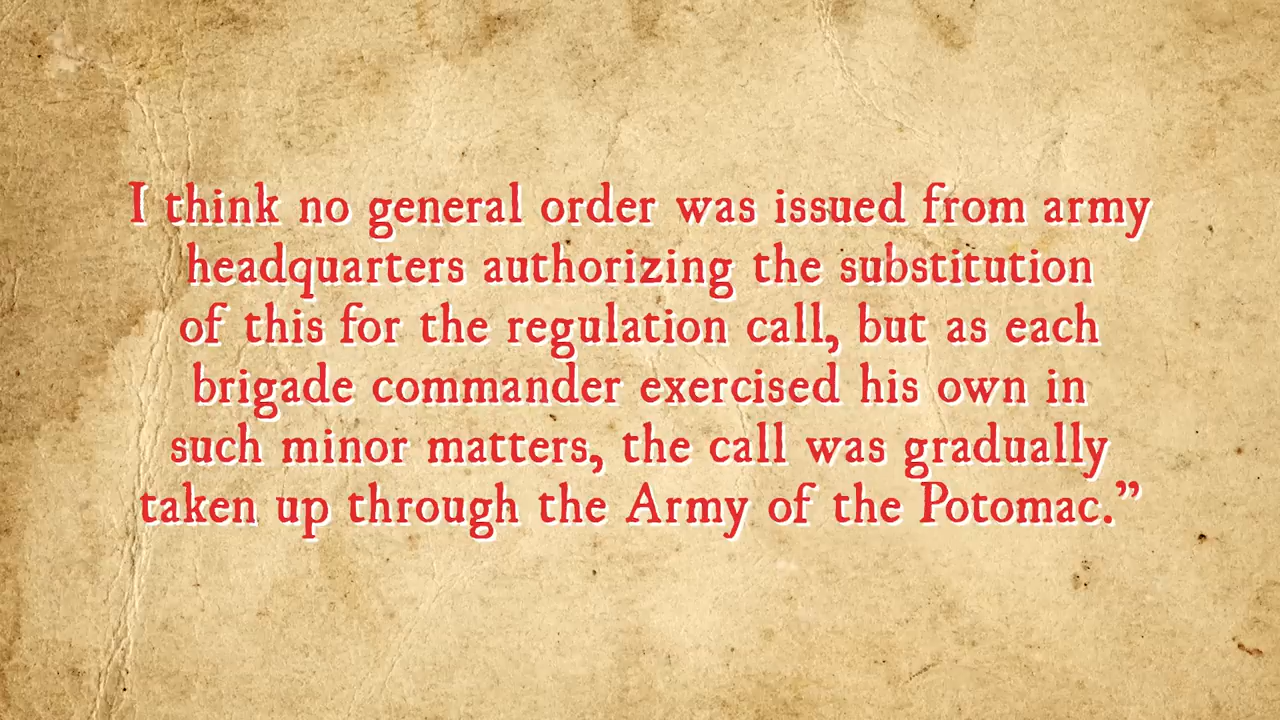 I think no general order was issued from army
headquarters authorizing the substitution
of this for the regulation call, but as each
brigade commander exercised his own in
such minor matters, the call was gradually
taken up through the Army of the Potomac.”